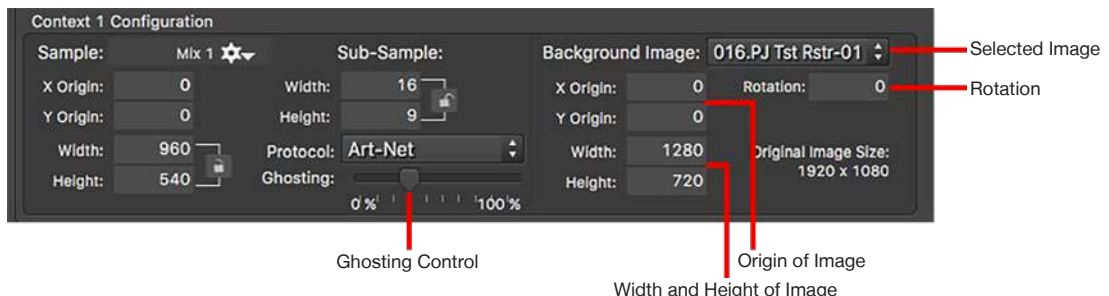 Context 1 Configuration
Sample: Mix 1 Sub-Sample: Background Image: 016.PJ Tst Rstr-01 Selected Image
X Origin: 0 Width: 16 X Origin: 0 Rotation: 0 Rotation
Y Origin: 0 Height: 9 Y Origin: 0
Width: 960 Protocol: Art-Net Width: 1280 Original Image Size:
Height: 540 Ghosting: Height: 720 1920 x 1080
0% 100%
Ghosting Control Origin of Image
Width and Height of Image